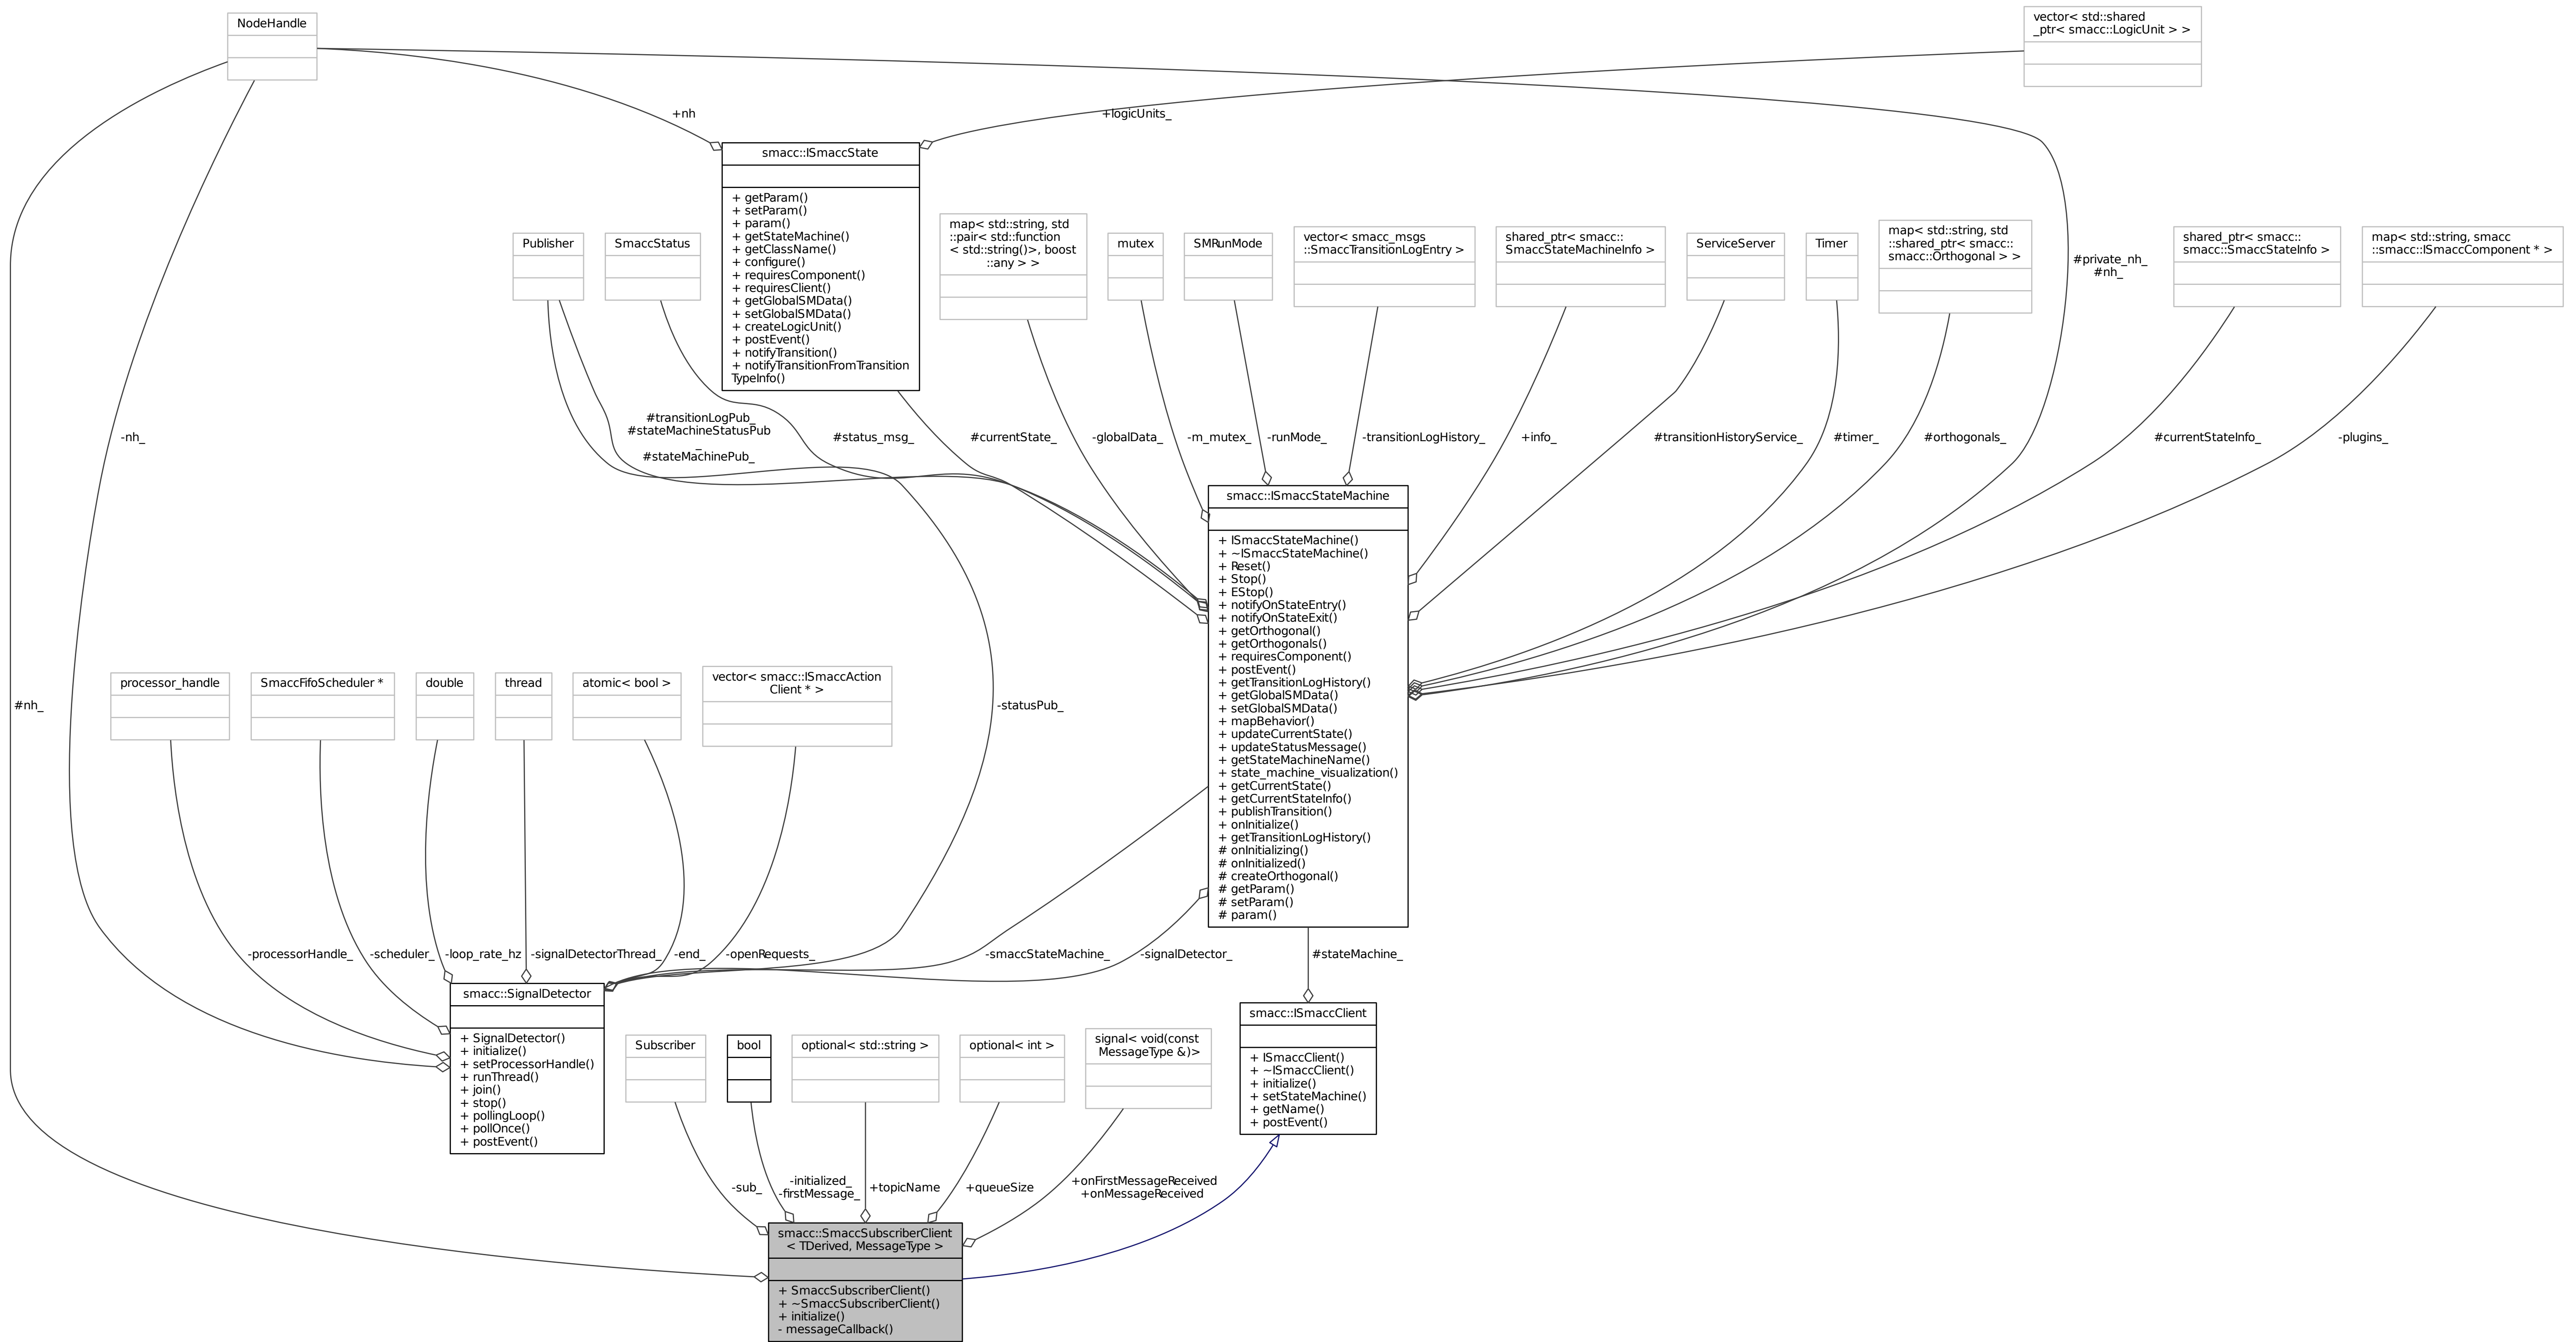 NodeHandle
vector< std::shared
_ptr< smacc::LogicUnit > >
+nh
+logicUnits_
smacc::ISmaccState
+ getParam()
+ setParam()
+ param()
+ getStateMachine()
+ getClassName()
+ configure()
+ requiresComponent()
+ requiresClient()
+ getGlobalSMData()
+ setGlobalSMData()
+ createLogicUnit()
+ postEvent()
+ notifyTransition()
+ notifyTransitionFromTransition
TypeInfo()
Publisher
SmaccStatus
map< std::string, std
::pair< std::function
< std::string()>, boost
::any > >
mutex
SMRunMode
vector< smacc_msgs
::SmaccTransitionLogEntry >
shared_ptr< smacc::
SmaccStateMachineInfo >
ServiceServer
Timer
map< std::string, std
::shared_ptr< smacc::
smacc::Orthogonal > >
#private_nh_
#nh_
shared_ptr< smacc::
smacc::SmaccStateInfo >
map< std::string, smacc
::smacc::ISmaccComponent * >
-nh_
#transitionLogPub_
#stateMachineStatusPub
_
#stateMachinePub_
#status_msg_
#currentState_
-globalData_
-m_mutex_
-runMode_
-transitionLogHistory_
+info_
#transitionHistoryService_
#timer_
#orthogonals_
#currentStateInfo_
-plugins_
smacc::ISmaccStateMachine
+ ISmaccStateMachine()
+ ~ISmaccStateMachine()
+ Reset()
+ Stop()
+ EStop()
+ notifyOnStateEntry()
+ notifyOnStateExit()
+ getOrthogonal()
+ getOrthogonals()
+ requiresComponent()
+ postEvent()
+ getTransitionLogHistory()
+ getGlobalSMData()
+ setGlobalSMData()
+ mapBehavior()
+ updateCurrentState()
+ updateStatusMessage()
+ getStateMachineName()
+ state_machine_visualization()
+ getCurrentState()
+ getCurrentStateInfo()
+ publishTransition()
+ onInitialize()
+ getTransitionLogHistory()
# onInitializing()
# onInitialized()
# createOrthogonal()
# getParam()
# setParam()
# param()
#nh_
processor_handle
SmaccFifoScheduler *
double
thread
atomic< bool >
vector< smacc::ISmaccAction
Client * >
-statusPub_
-processorHandle_
-scheduler_
-loop_rate_hz
-signalDetectorThread_
-end_
-openRequests_
-smaccStateMachine_
-signalDetector_
#stateMachine_
smacc::SignalDetector
+ SignalDetector()
+ initialize()
+ setProcessorHandle()
+ runThread()
+ join()
+ stop()
+ pollingLoop()
+ pollOnce()
+ postEvent()
Subscriber
bool
optional< std::string >
optional< int >
signal< void(const
MessageType &)>
smacc::ISmaccClient
+ ISmaccClient()
+ ~ISmaccClient()
+ initialize()
+ setStateMachine()
+ getName()
+ postEvent()
-sub_
-initialized_
-firstMessage_
+topicName
+queueSize
+onFirstMessageReceived
+onMessageReceived
smacc::SmaccSubscriberClient
< TDerived, MessageType >
+ SmaccSubscriberClient()
+ ~SmaccSubscriberClient()
+ initialize()
- messageCallback()